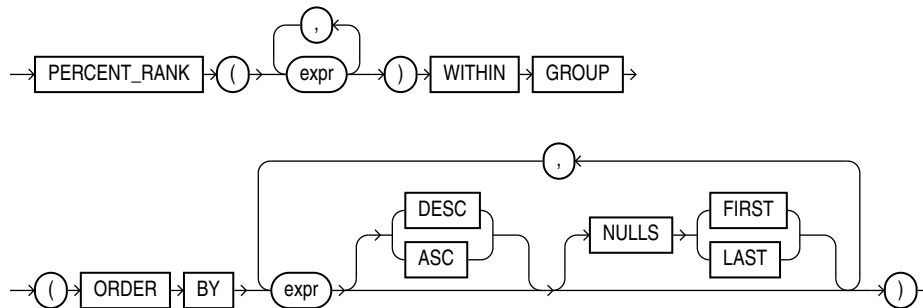 ,
PERCENT_RANK ( expr ) WITHIN GROUP
,
DESC FIRST
NULLS
ASC LAST
( ORDER BY expr )